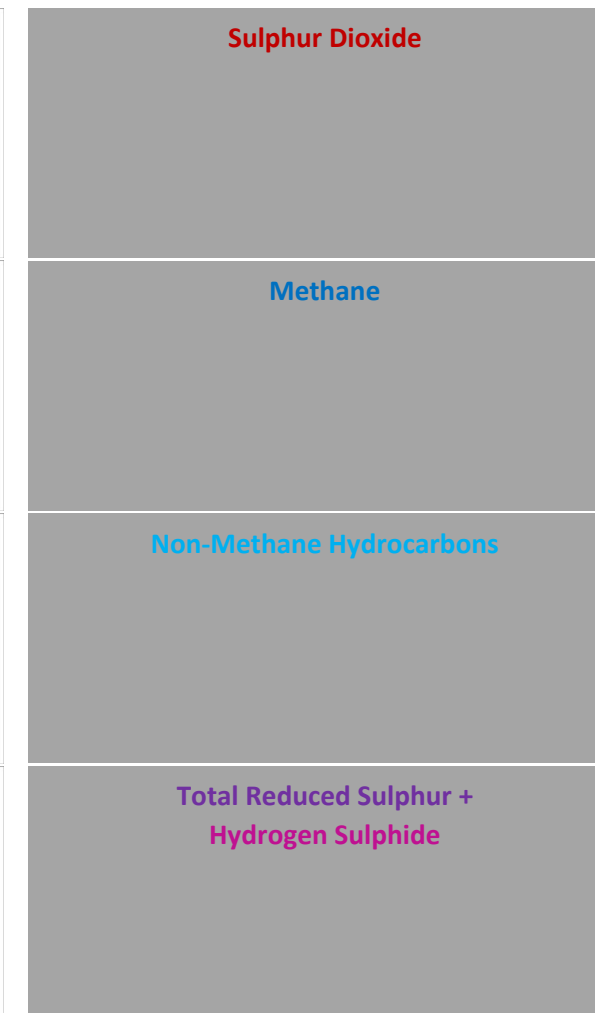 Sulphur Dioxide
Methane
Non-Methane Hydrocarbons
Total Reduced Sulphur +
Hydrogen Sulphide